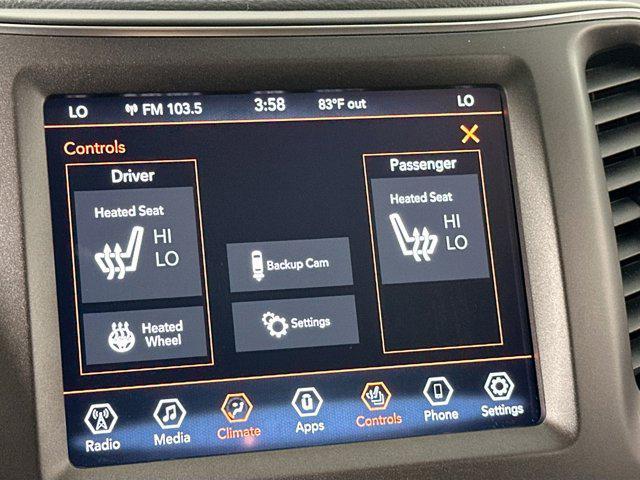 LO FM 103.5 3:58 83°F out LO
Controls
Driver
Heated Seat
HI
LO
Heated
Wheel
Backup Cam
Settings
Passenger
Heated Seat
HI
LO
Radio Media Climate Apps Controls Phone Settings